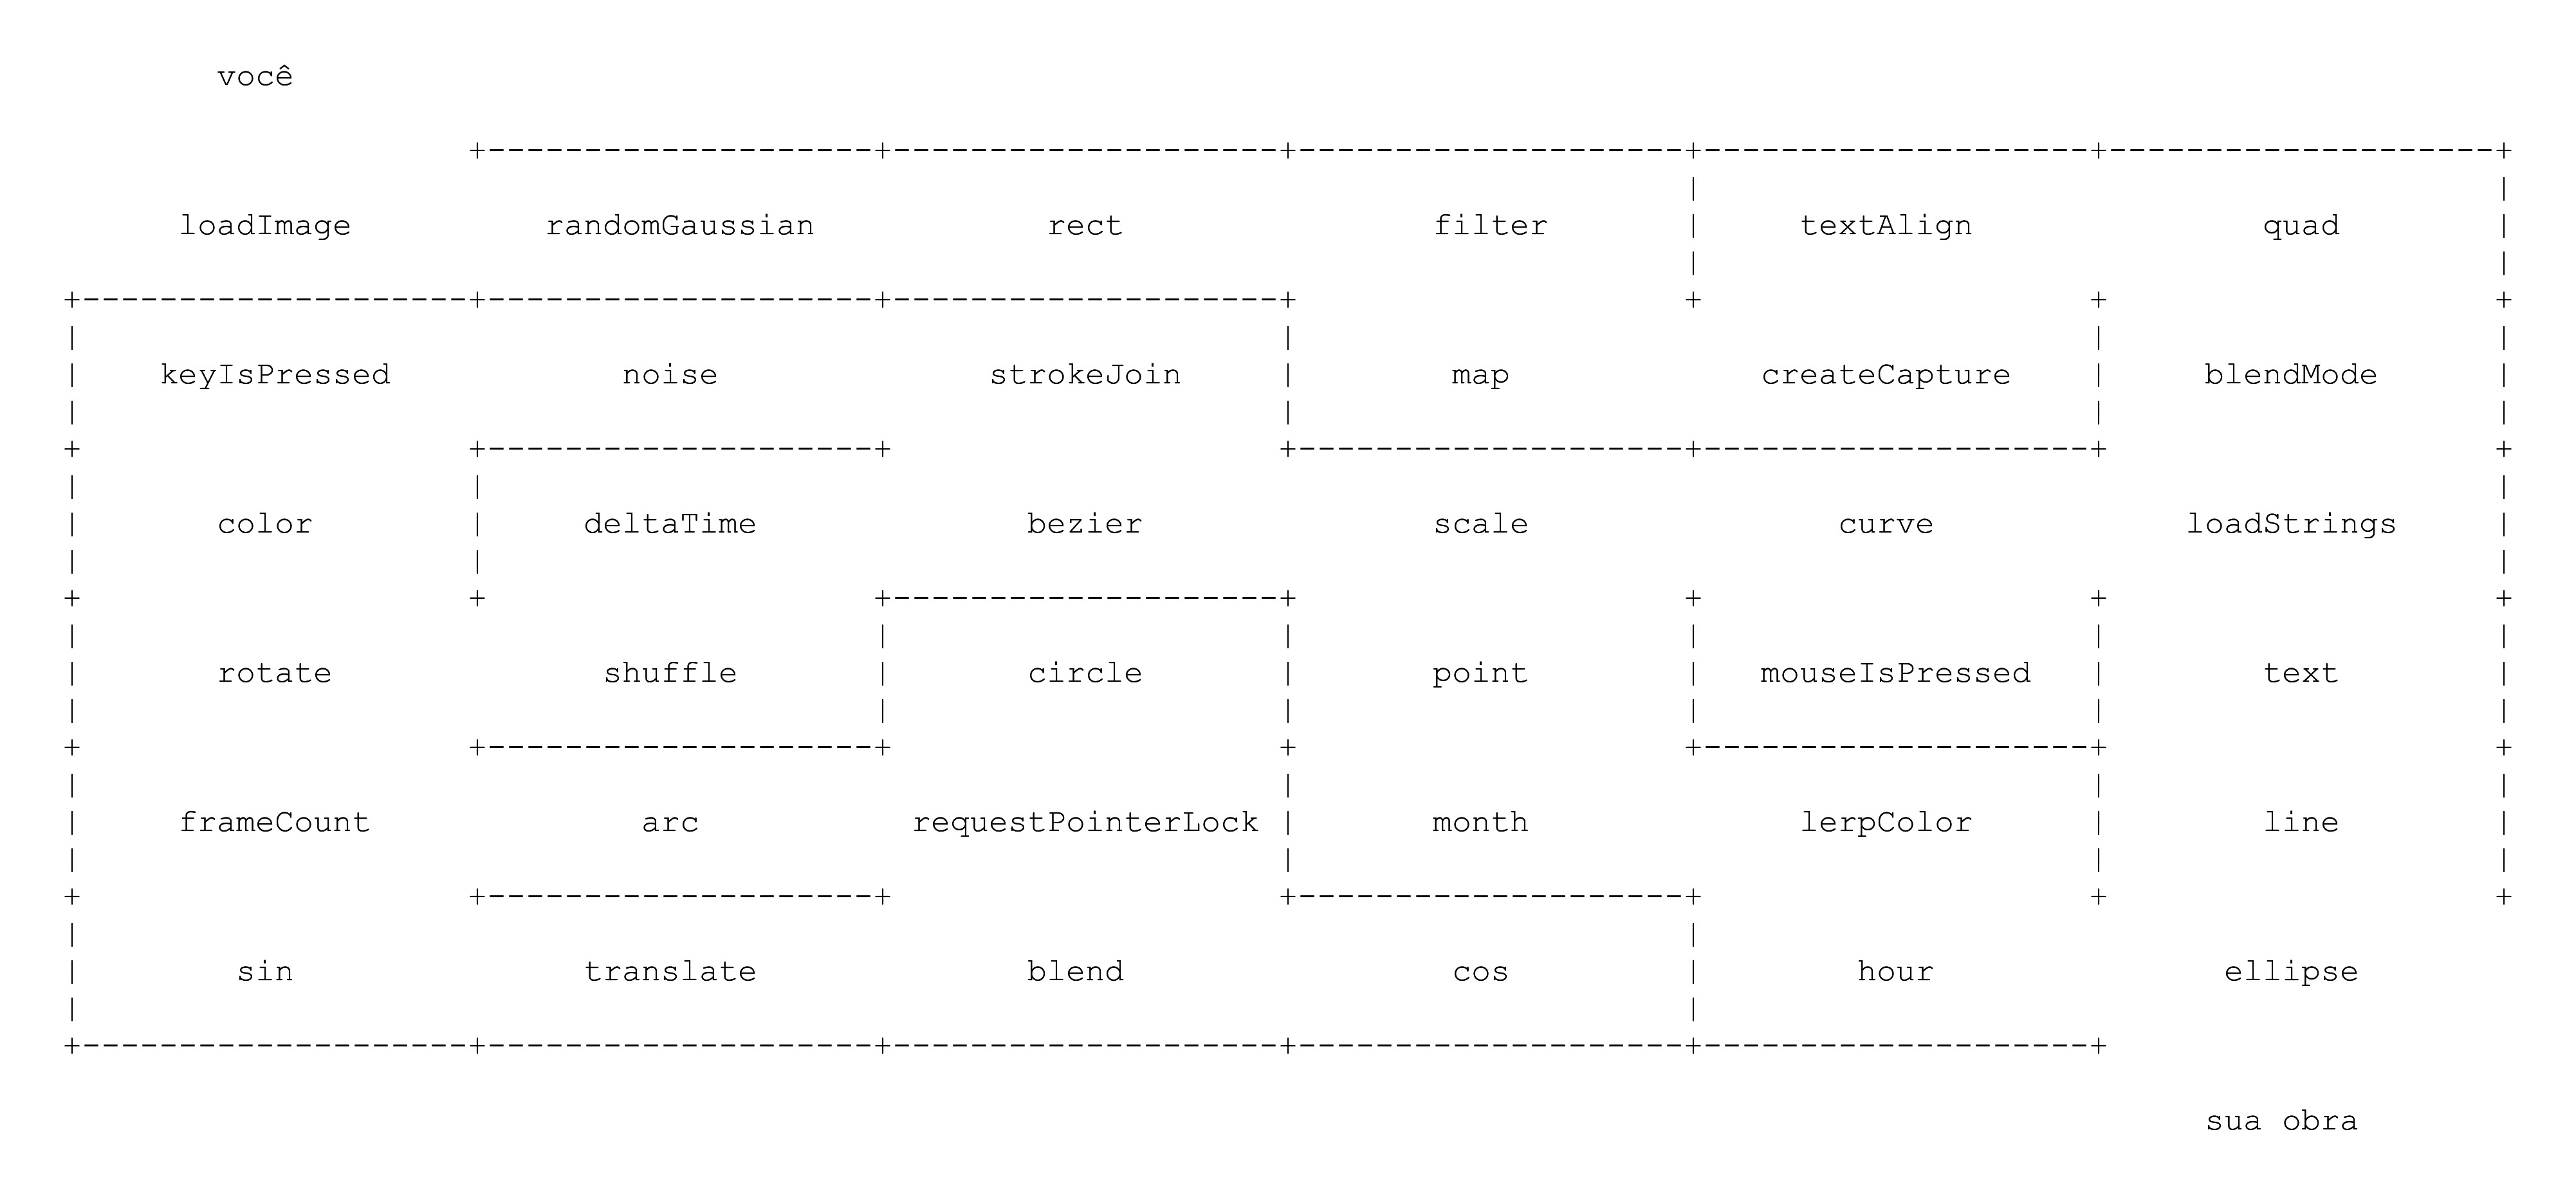 você
loadImage randomGaussian rect filter textAlign quad
keyIsPressed noise strokeJoin map createCapture blendMode
color deltaTime bezier scale curve loadStrings
rotate shuffle circle point mouseIsPressed text
frameCount arc requestPointerLock month lerpColor line
sin translate blend cos hour ellipse
sua obra